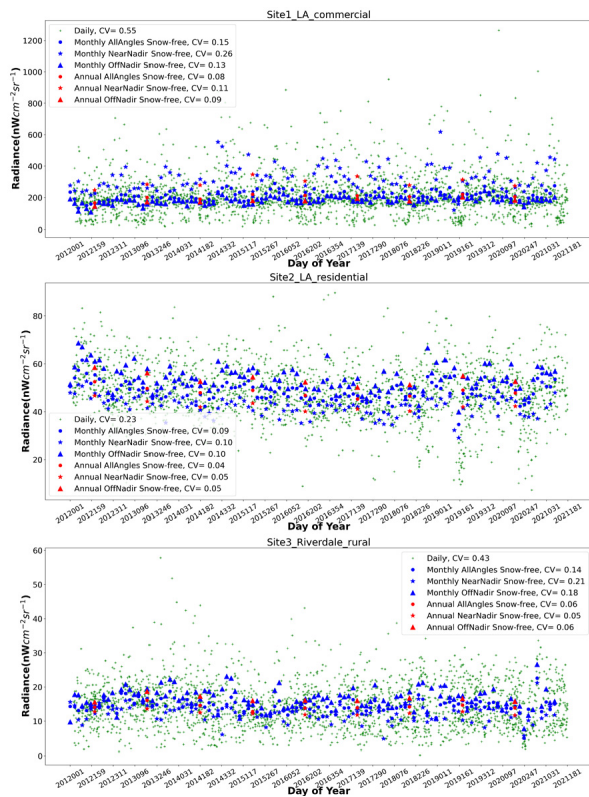 Site1_LA_commercial
Daily, CV= 0.55
Monthly AllAngles Snow-free, CV= 0.15
Monthly NearNadir Snow-free, CV= 0.26
Monthly OffNadir Snow-free, CV= 0.13
Annual AllAngles Snow-free, CV= 0.08
Annual NearNadir Snow-free, CV= 0.11
Annual OffNadir Snow-free, CV= 0.09
Radiance(nWcm⁻²sr⁻¹)
1200
1000
800
600
400
200
0
2012001 2012159 2012311 2013096 2013246 2014031 2014182 2014332 2015117 2015267 2016052 2016202 2016354 2017139 2017290 2018076 2018226 2019011 2019161 2019312 2020097 2020247 2021031 2021181
Day of Year
Site2_LA_residential
Radiance(nWcm⁻²sr⁻¹)
80
60
40
20
Daily, CV= 0.23
Monthly AllAngles Snow-free, CV= 0.09
Monthly NearNadir Snow-free, CV= 0.10
Monthly OffNadir Snow-free, CV= 0.10
Annual AllAngles Snow-free, CV= 0.04
Annual NearNadir Snow-free, CV= 0.05
Annual OffNadir Snow-free, CV= 0.05
2012001 2012159 2012311 2013096 2013246 2014031 2014182 2014332 2015117 2015267 2016052 2016202 2016354 2017139 2017290 2018076 2018226 2019011 2019161 2019312 2020097 2020247 2021031 2021181
Day of Year
Site3_Riverdale_rural
Daily, CV= 0.43
Monthly AllAngles Snow-free, CV= 0.14
Monthly NearNadir Snow-free, CV= 0.21
Monthly OffNadir Snow-free, CV= 0.18
Annual AllAngles Snow-free, CV= 0.06
Annual NearNadir Snow-free, CV= 0.05
Annual OffNadir Snow-free, CV= 0.06
Radiance(nWcm⁻²sr⁻¹)
60
50
40
30
20
10
0
2012001 2012159 2012311 2013096 2013246 2014031 2014182 2014332 2015117 2015267 2016052 2016202 2016354 2017139 2017290 2018076 2018226 2019011 2019161 2019312 2020097 2020247 2021031 2021181
Day of Year